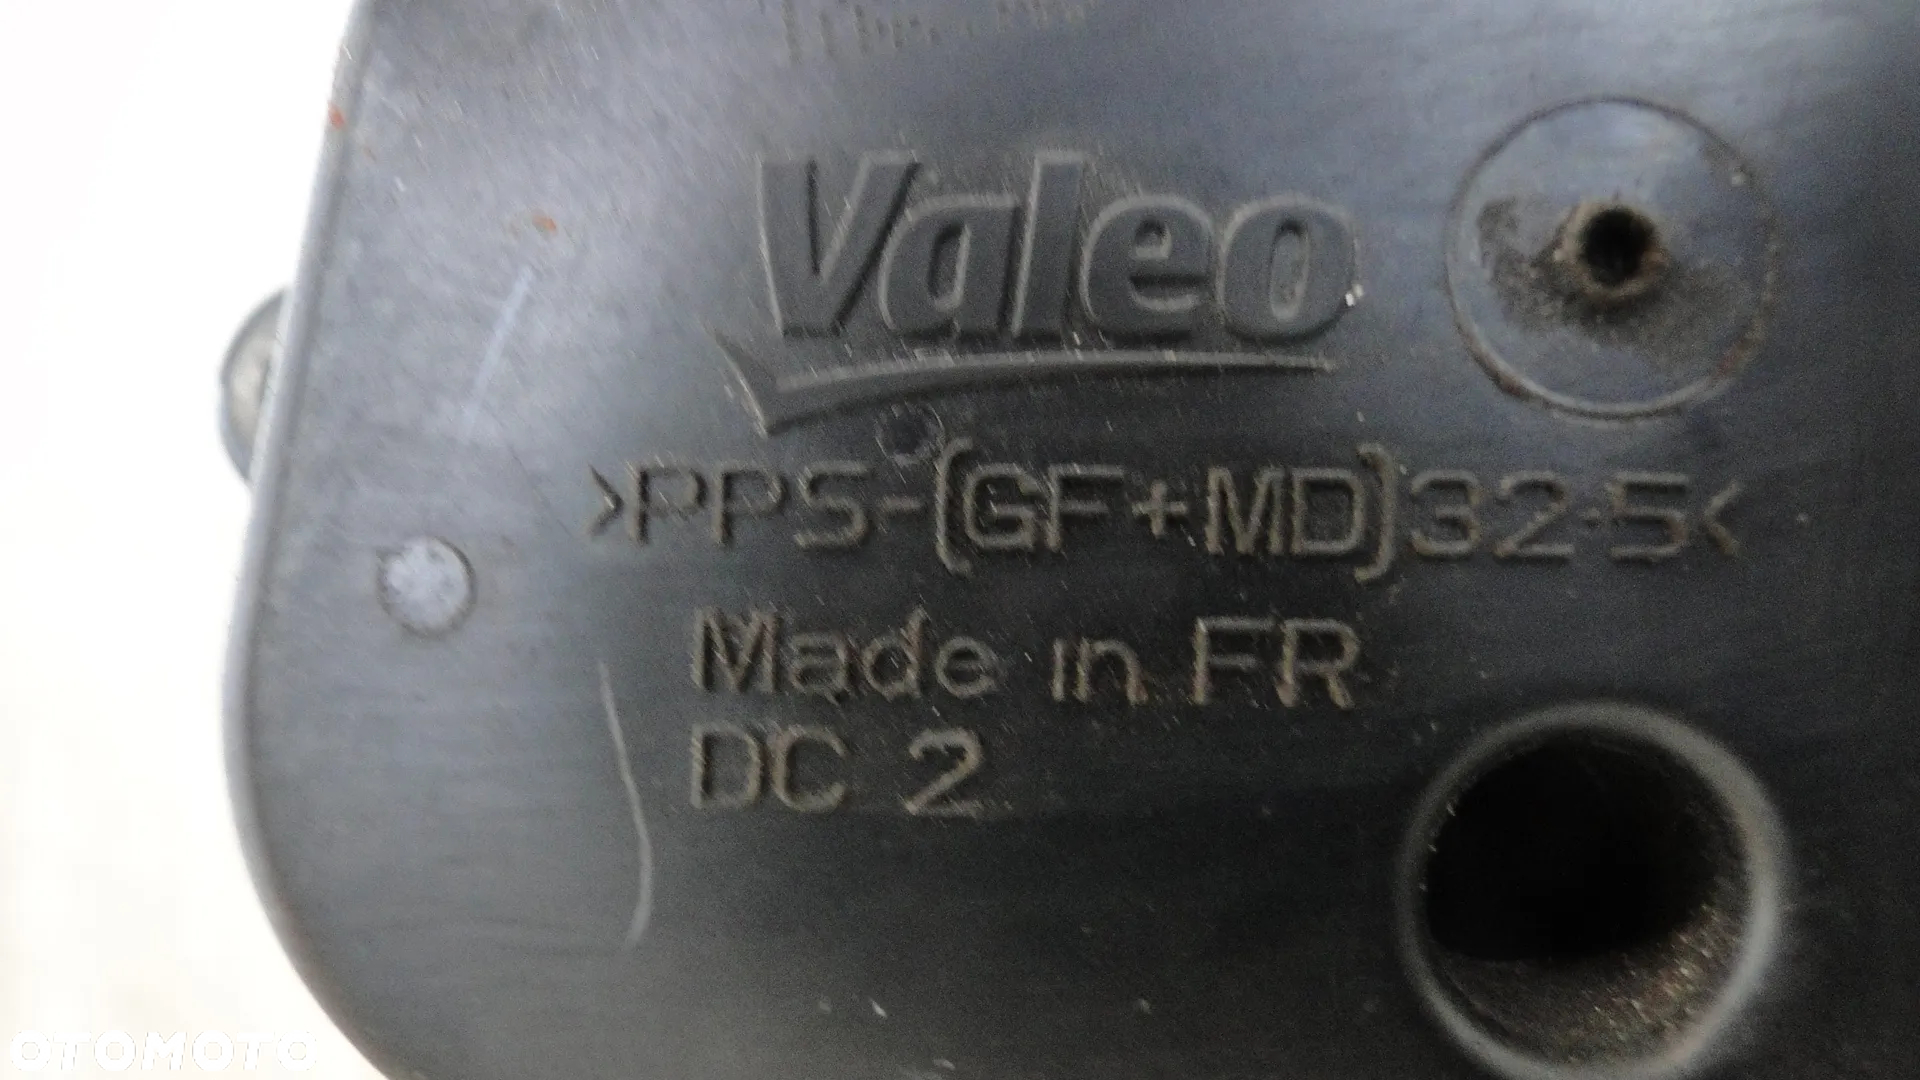 Valeo
>PPS-(GF+MD)32.5<
Made in FR
DC 2
OTOMOTO